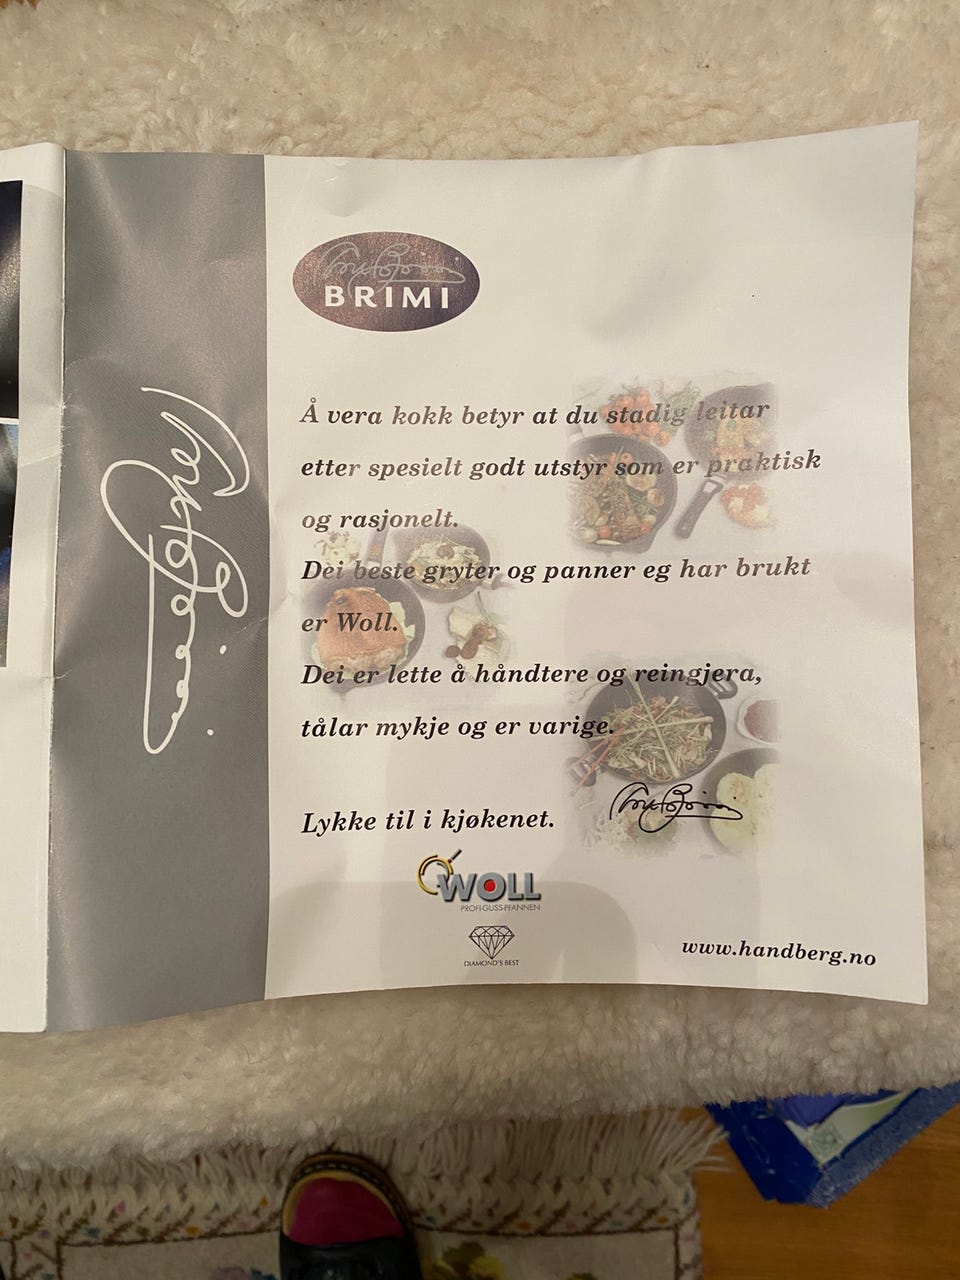 BRIMI
Å vera kokk betyr at du stadig leitar
etter spesielt godt utstyr som er praktisk
og rasjonelt.
Dei beste gryter og panner eg har brukt
er Woll.
Dei er lette å håndtere og reingjera,
tålar mykje og er varige.
Lykke til i kjøkenet.
WOLL
PROFI-GUSS-PFANNEN
DIAMOND'S BEST
www.handberg.no